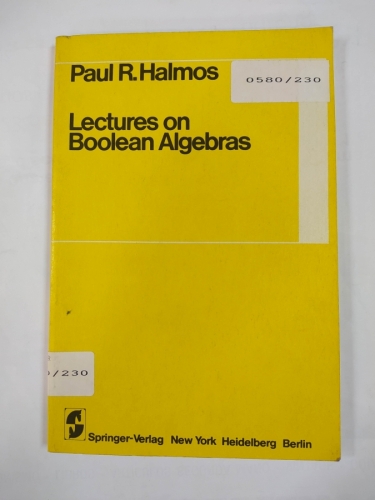 Paul R. Halmos
0580/230
Lectures on
Boolean Algebras
/230
Springer-Verlag New York Heidelberg Berlin